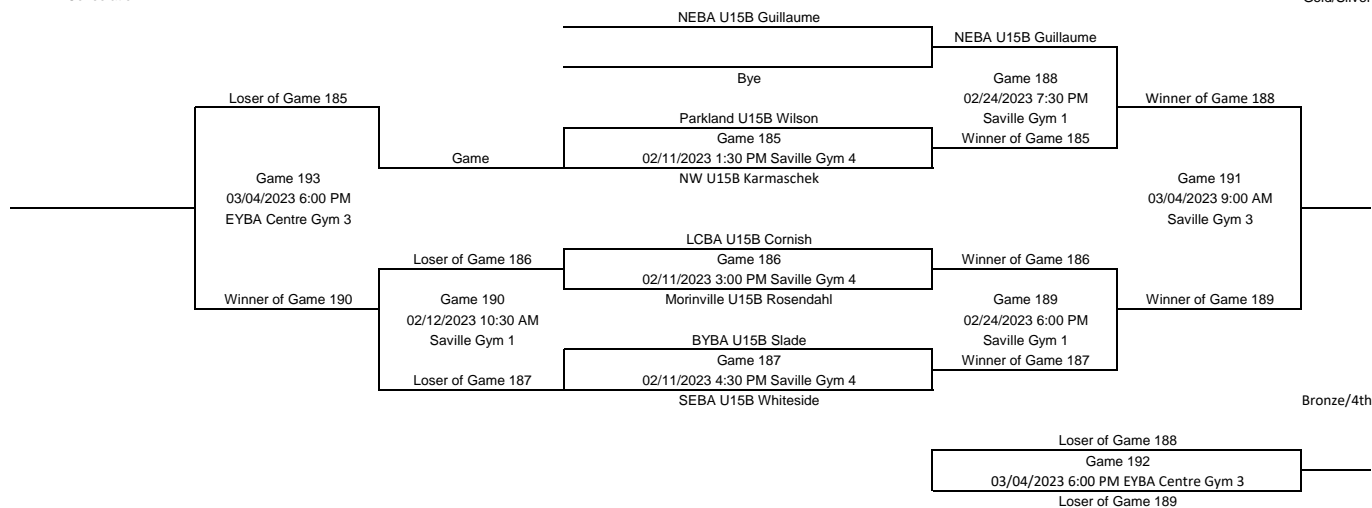 NEBA U15B Guillaume
NEBA U15B Guillaume
Bye
Game 188
Loser of Game 185
02/24/2023 7:30 PM
Winner of Game 188
Parkland U15B Wilson
Saville Gym 1
Game 185
Winner of Game 185
Game
02/11/2023 1:30 PM Saville Gym 4
Game 193
NW U15B Karmaschek
Game 191
03/04/2023 6:00 PM
03/04/2023 9:00 AM
EYBA Centre Gym 3
Saville Gym 3
LCBA U15B Cornish
Loser of Game 186
Game 186
Winner of Game 186
02/11/2023 3:00 PM Saville Gym 4
Winner of Game 190
Game 190
Morinville U15B Rosendahl
Game 189
Winner of Game 189
02/12/2023 10:30 AM
02/24/2023 6:00 PM
Saville Gym 1
BYBA U15B Slade
Saville Gym 1
Game 187
Winner of Game 187
Loser of Game 187
02/11/2023 4:30 PM Saville Gym 4
SEBA U15B Whiteside
Bronze/4th
Loser of Game 188
Game 192
03/04/2023 6:00 PM EYBA Centre Gym 3
Loser of Game 189